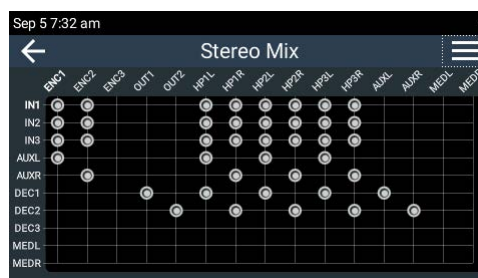 Sep 5 7:32 am
Stereo Mix
ENC1 ENC2 ENC3 OUT1 OUT2 HP1L HP1R HP2L HP2R HP3L HP3R AUXL AUXR MEDL MEDR
IN1
IN2
IN3
AUXL
AUXR
DEC1
DEC2
DEC3
MEDL
MEDR